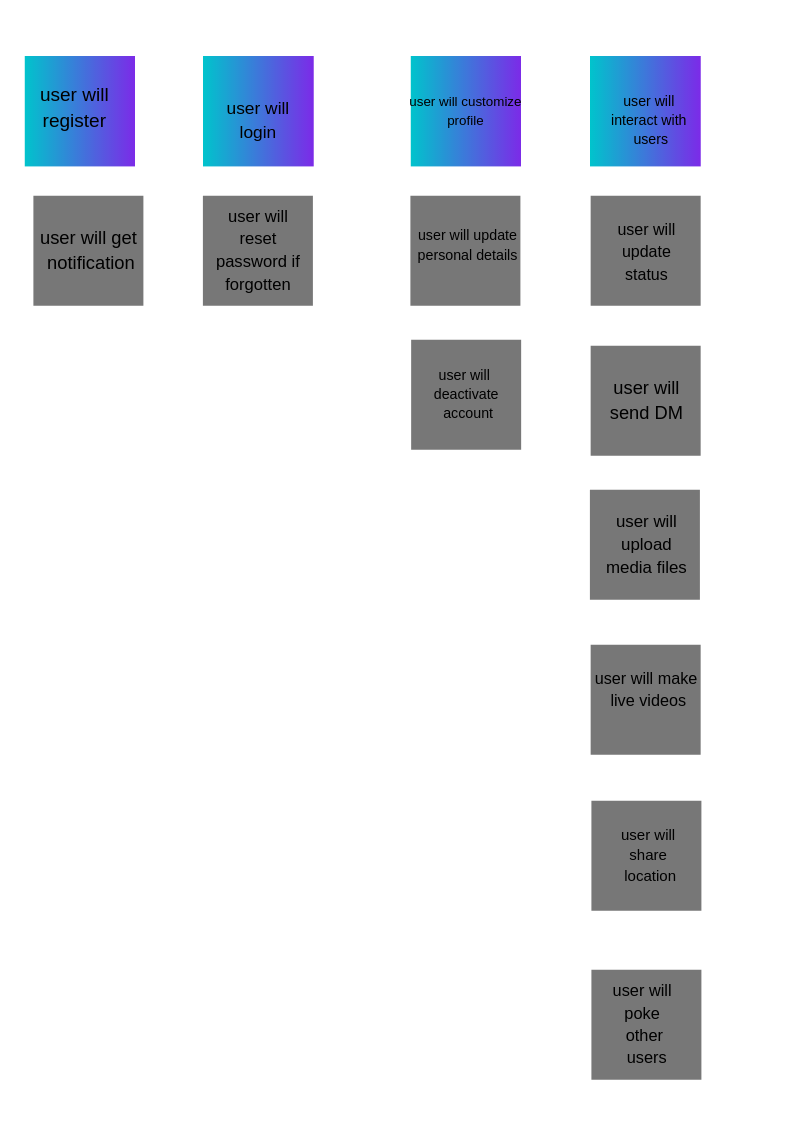 user will
register
user will
login
user will customize
profile
user will
interact with
users
user will get
notification
user will
reset
password if
forgotten
user will update
personal details
user will
update
status
user will
deactivate
account
user will
send DM
user will
upload
media files
user will make
live videos
user will
share
location
user will
poke
other
users